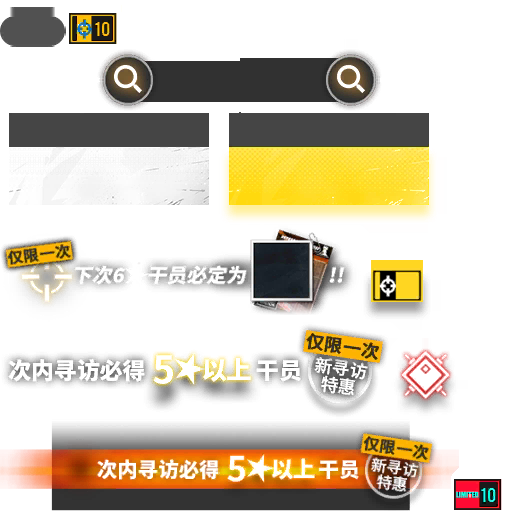 10
仅限一次
下次6★干员必定为 !!
仅限一次
次内寻访必得 5★以上 干员
新寻访
特惠
仅限一次
次内寻访必得 5★以上 干员
新寻访
特惠
LIMITED 10